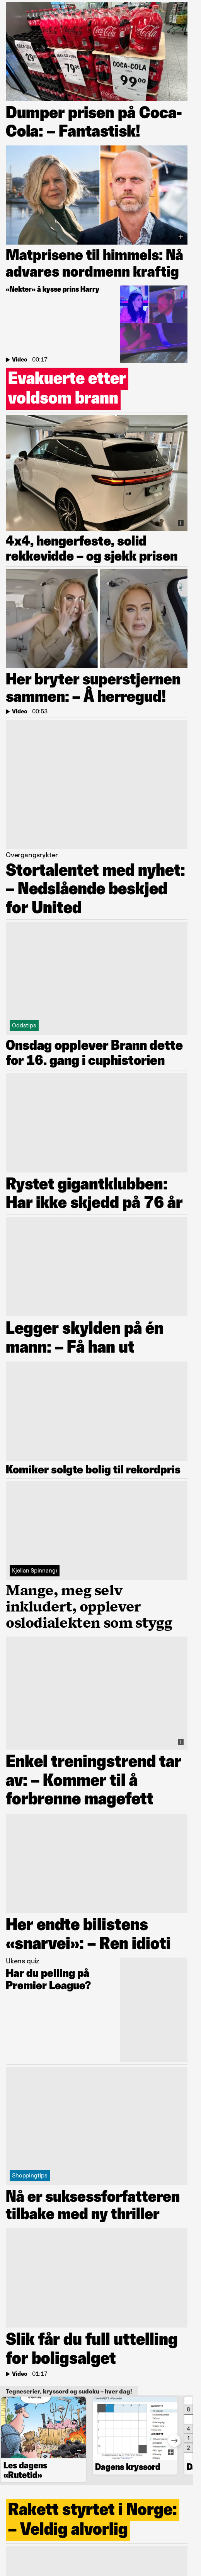 29
79
99.00
Dumper prisen på Coca-
Cola: – Fantastisk!
Matprisene til himmels: Nå
advares nordmenn kraftig
«Nekter» å kysse prins Harry
Video | 00:17
Evakuerte etter
voldsom brann
4x4, hengerfeste, solid
rekkevidde – og sjekk prisen
Her bryter superstjernen
sammen: – Å herregud!
Video | 00:53
Overgangsrykter
Stortalentet med nyhet:
– Nedslående beskjed
for United
Oddstips
Onsdag opplever Brann dette
for 16. gang i cuphistorien
Rystet gigantklubben:
Har ikke skjedd på 76 år
Legger skylden på én
mann: – Få han ut
Komiker solgte bolig til rekordpris
Kjellan Spinnangr
Mange, meg selv
inkludert, opplever
oslodialekten som stygg
Enkel treningstrend tar
av: – Kommer til å
forbrenne magefett
Her endte bilistens
«snarvei»: – Ren idioti
Ukens quiz
Har du peiling på
Premier League?
Shoppingtips
Nå er suksessforfatteren
tilbake med ny thriller
Slik får du full uttelling
for boligsalget
Video | 01:17
Tegneserier, kryssord og sudoku – hver dag!
Les dagens
«Rutetid»
Dagens kryssord
8
4
1
2
Rakett styrtet i Norge:
– Veldig alvorlig